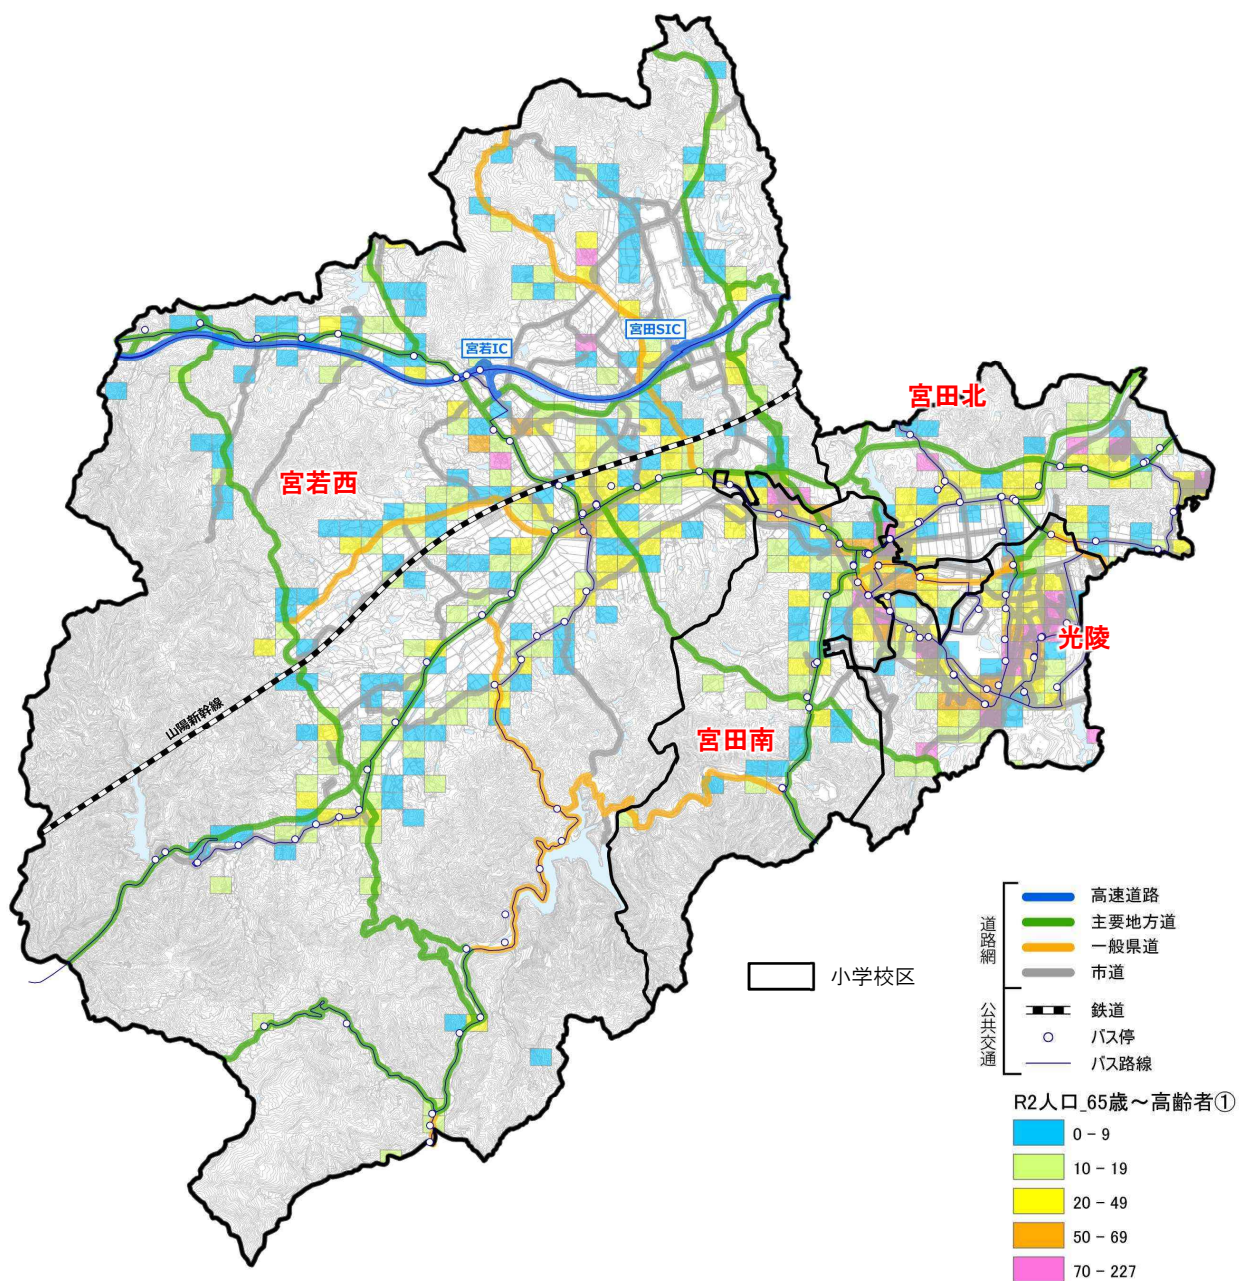 宮田SIC
宮若IC
宮田北
宮若西
光陵
山陽新幹線
宮田南
小学校区
道路網
高速道路
主要地方道
一般県道
市道
公共交通
鉄道
バス停
バス路線
R2人口_65歳～高齢者①
0 - 9
10 - 19
20 - 49
50 - 69
70 - 227